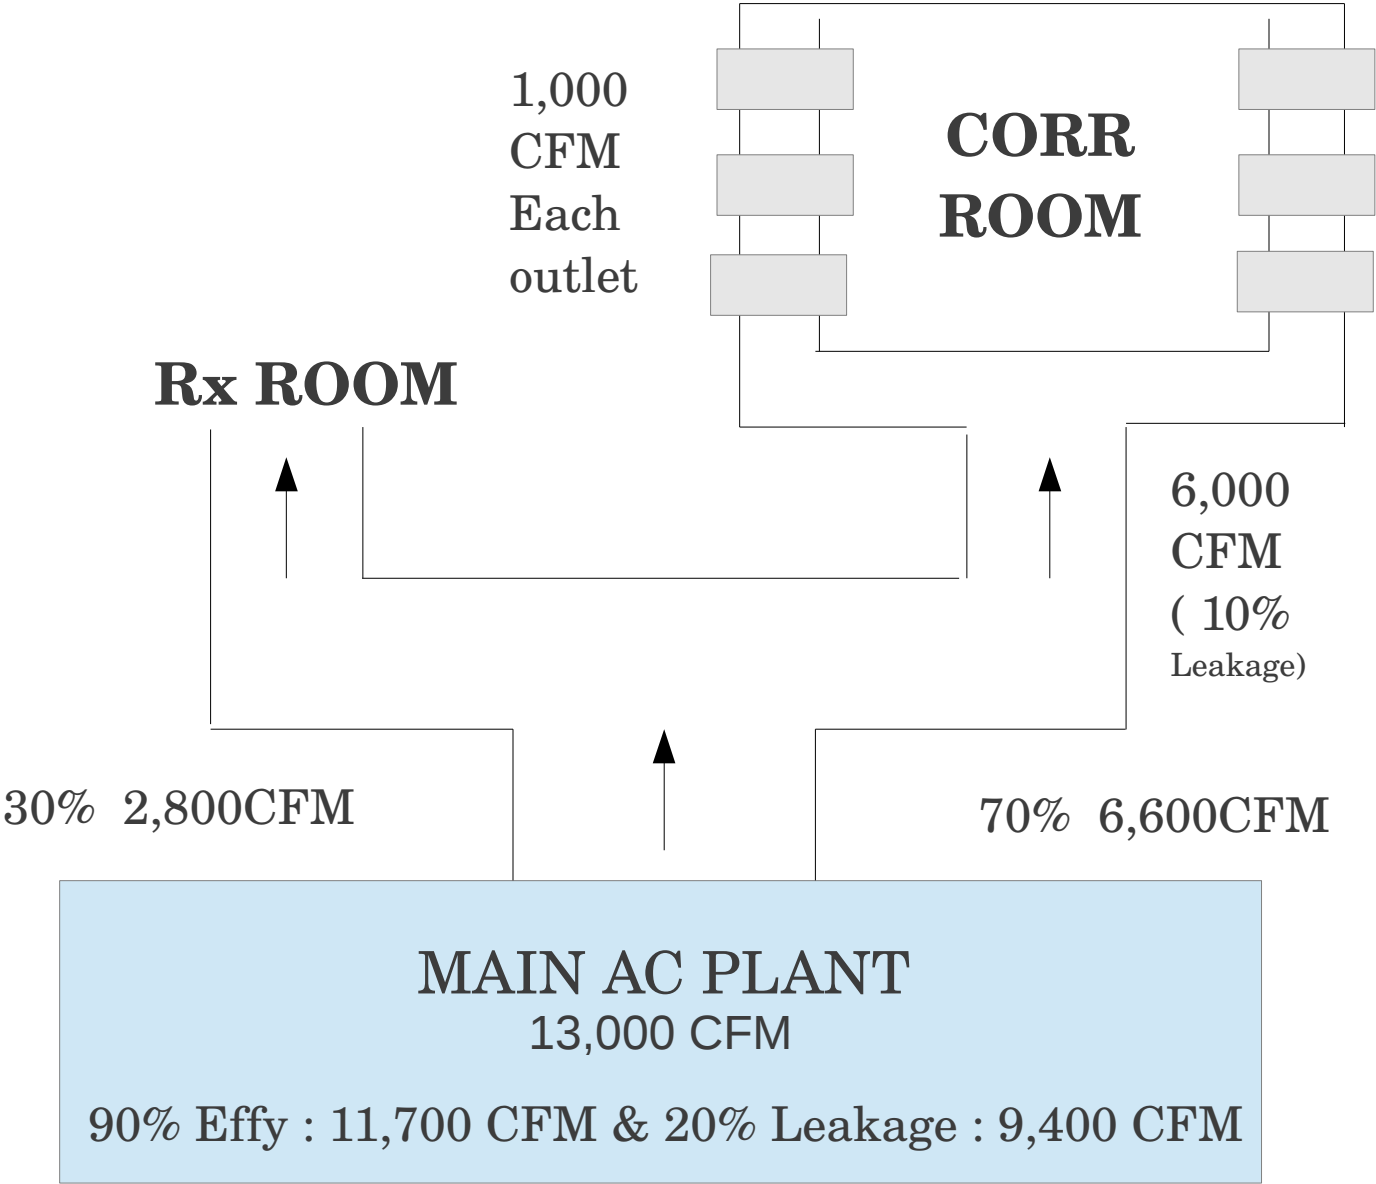 1,000
CFM
Each
outlet
CORR
ROOM
Rx ROOM
6,000
CFM
( 10%
Leakage)
30% 2,800CFM
70% 6,600CFM
MAIN AC PLANT
13,000 CFM
90% Effy : 11,700 CFM & 20% Leakage : 9,400 CFM